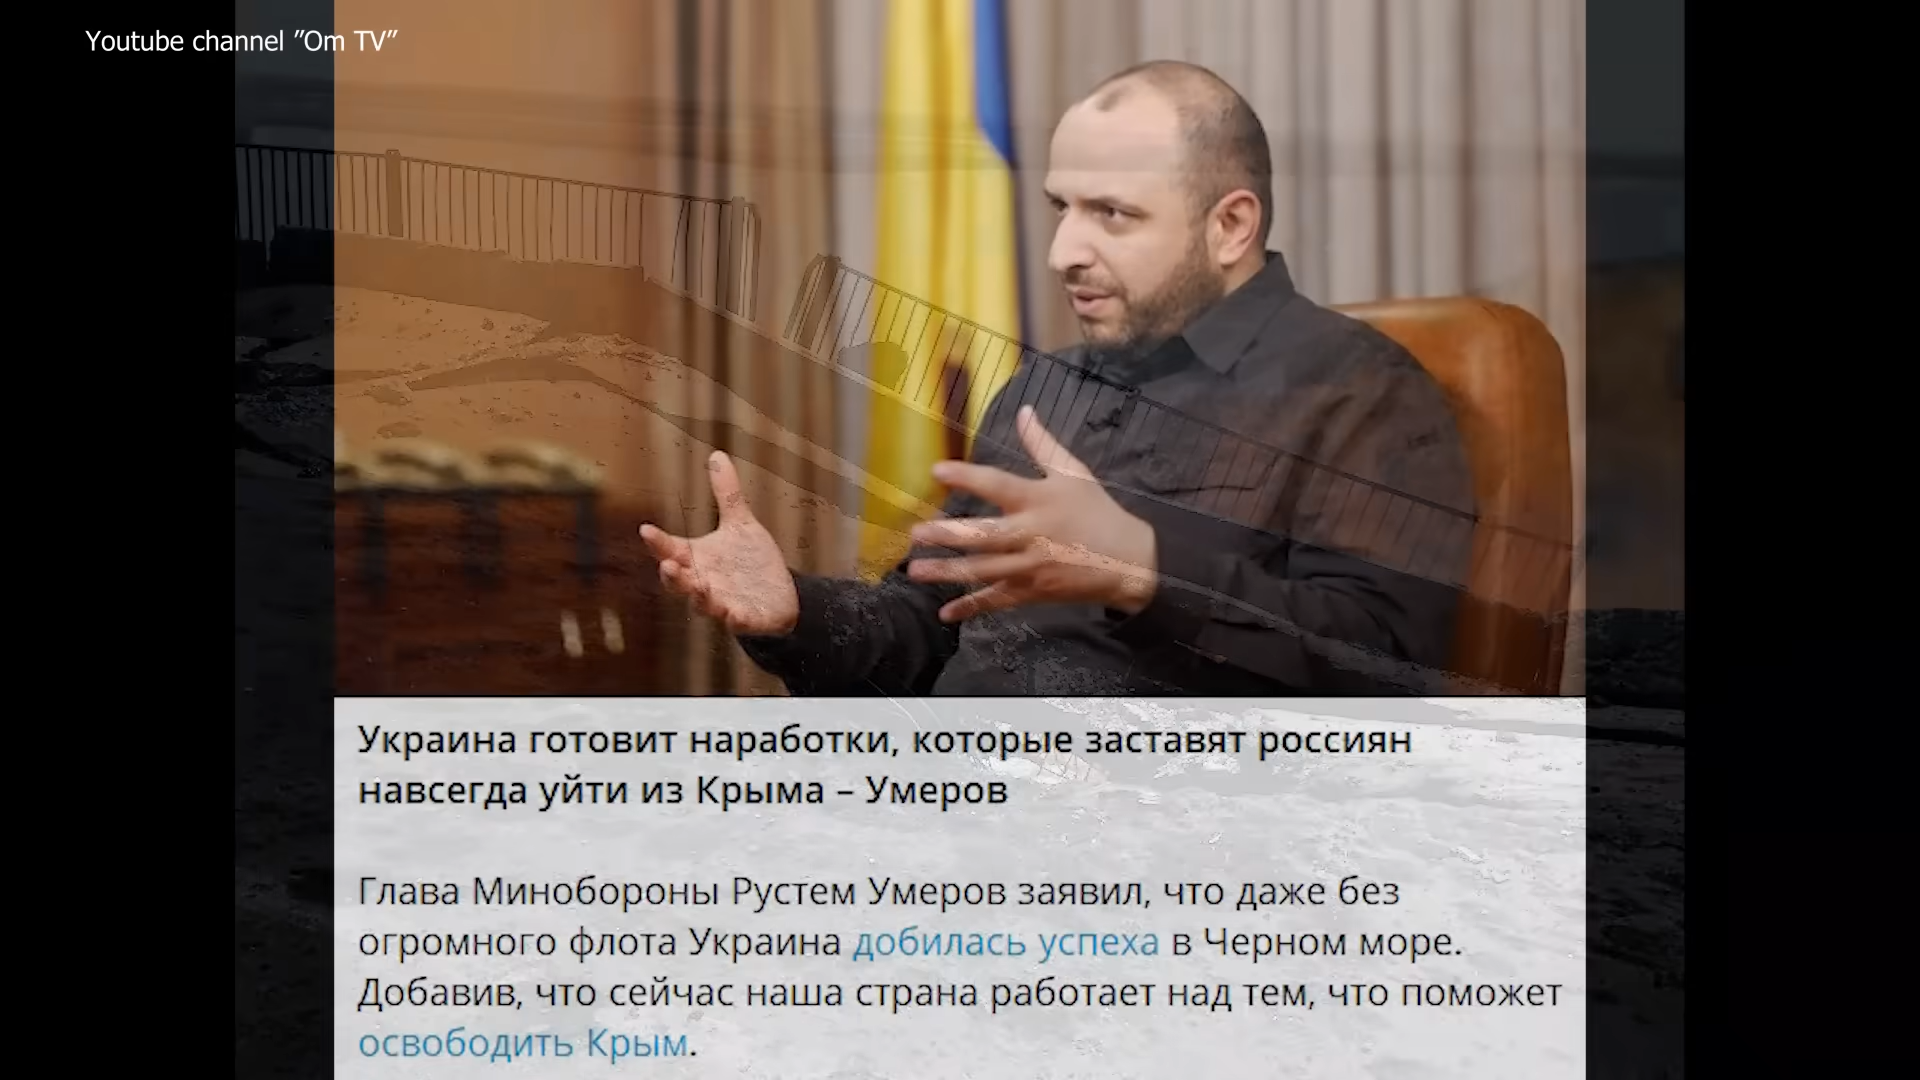 Youtube channel ”Om TV”
Украина готовит наработки, которые заставят россиян
навсегда уйти из Крыма – Умеров
Глава Минобороны Рустем Умеров заявил, что даже без
огромного флота Украина добилась успеха в Черном море.
Добавив, что сейчас наша страна работает над тем, что поможет
освободить Крым.